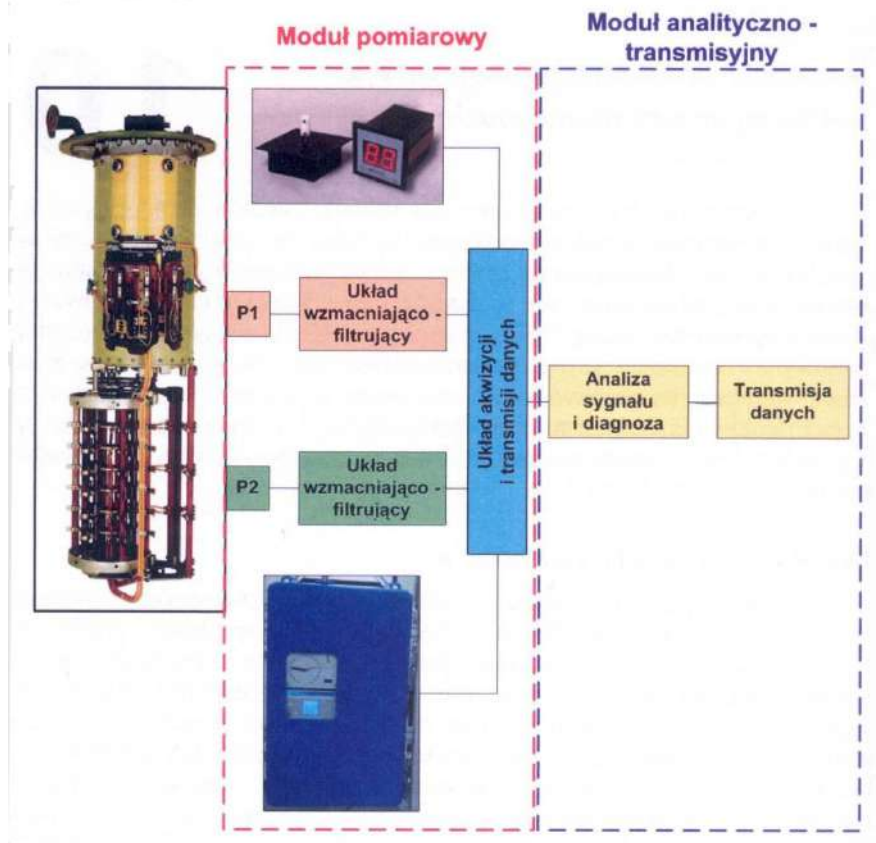 Moduł pomiarowy
Moduł analityczno -
transmisyjny
88
P1
Układ
wzmacniająco -
filtrujący
Układ akwizycji
i transmisji danych
Analiza
sygnału
i diagnoza
Transmisja
danych
P2
Układ
wzmacniająco -
filtrujący